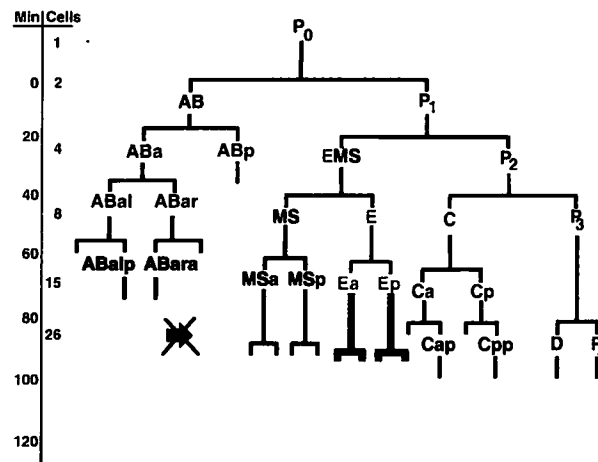 Min Cells
1
P0
0 2
AB P1
20 4
ABa ABp EMS P2
40 8
ABal ABar MS E C P3
60 15
ABalp ABara MSa MSp Ea Ep Ca Cp
80 26
Cap Cpp D
100
120